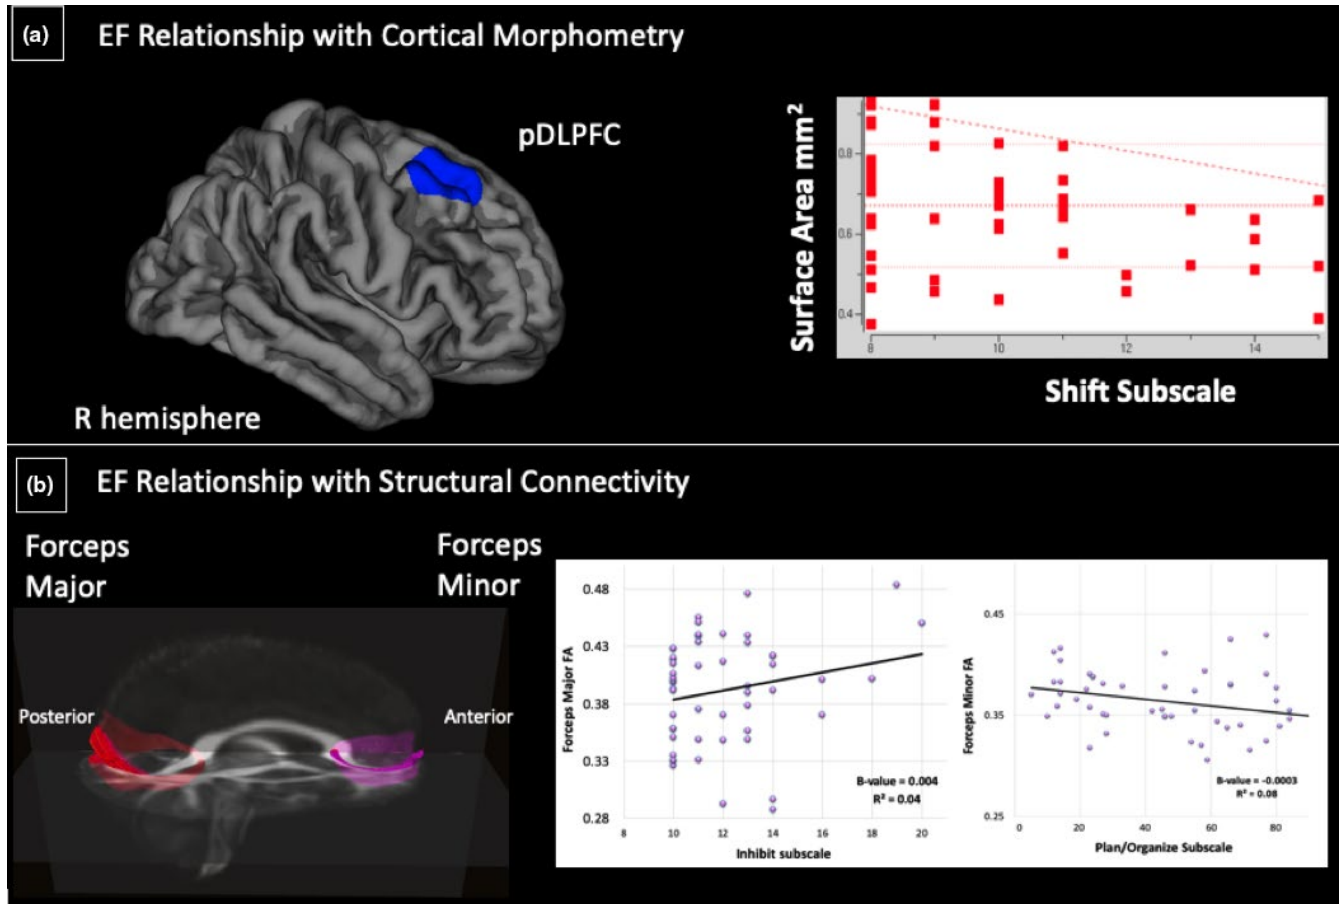 (a) EF Relationship with Cortical Morphometry
pDLPFC
R hemisphere
Surface Area mm²
0.8
0.6
0.4
8 10 12 14
Shift Subscale
(b) EF Relationship with Structural Connectivity
Forceps
Major
Forceps
Minor
Posterior
Anterior
Forceps Major FA
0.48
0.43
0.38
0.33
0.28
B-value = 0.004
R² = 0.04
8 10 12 14 16 18 20
Inhibit subscale
Forceps Minor FA
0.45
0.35
0.25
B-value = -0.0003
R² = 0.08
0 20 40 60 80
Plan/Organize Subscale